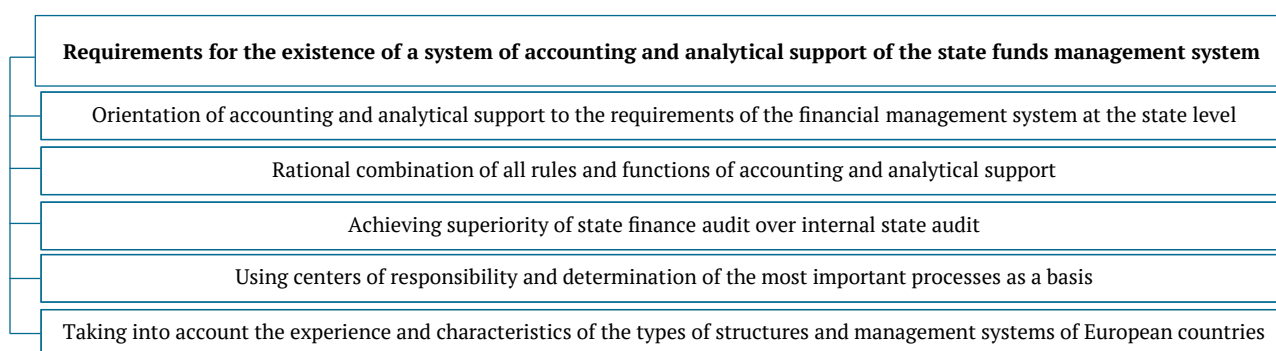 Requirements for the existence of a system of accounting and analytical support of the state funds management system
Orientation of accounting and analytical support to the requirements of the financial management system at the state level
Rational combination of all rules and functions of accounting and analytical support
Achieving superiority of state finance audit over internal state audit
Using centers of responsibility and determination of the most important processes as a basis
Taking into account the experience and characteristics of the types of structures and management systems of European countries